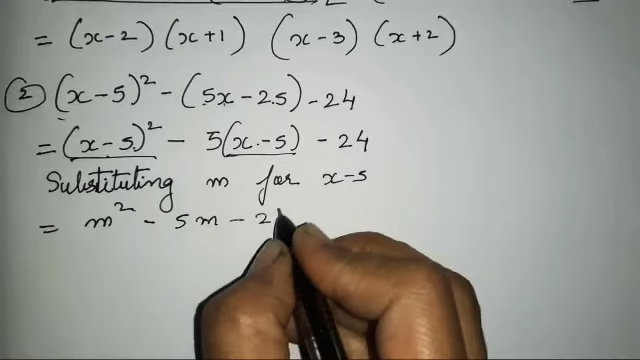 = (x-2) (x+1) (x-3) (x+2)
② (x-5)² - (5x-25) - 24
= (x-5)² - 5(x-5) - 24
Substituting m for x-5
= m² - 5m - 2